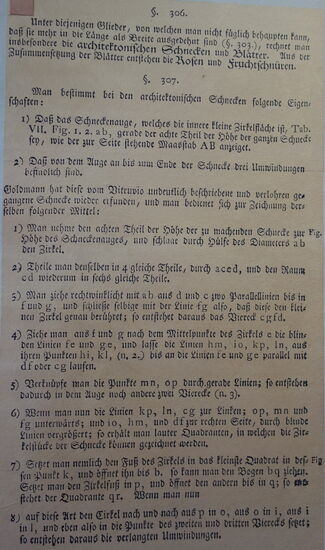 §. 306.
Unter diejenigen Glieder, von welchen man nicht füglich behaupten kann,
daß sie mehr in die Länge als Breite ausgedehnt sind (§. 303.), rechnet man
insbesondere die architektonischen Schnecken und Blätter. Aus der
Zusammensetzung der Blätter entstehen die Rosen und Fruchtschnüren.
§. 307.
Man bestimmt bei den architektonischen Schnecken folgende Eigen-
schaften:
1) Daß das Schneckenauge, welches die innere kleine Zirkelfläche ist, Tab.
VII. Fig. 1. 2. ab, gerade der achte Theil der Höhe der ganzen Schnecke
sey, wie der zur Seite stehende Maasstab AB anzeiget.
2) Daß von dem Auge an bis zum Ende der Schnecke drei Umwindungen
befindlich sind.
Goldmann hat diese vom Vitruvio undeutlich beschriebene und verlohren ge-
gangene Schnecke wieder erfunden, und man bedienet sich zur Zeichnung der-
selben folgender Mittel:
1) Man nehme den achten Theil der Höhe der zu machenden Schnecke zur Fig.
Höhe des Schneckenauges, und schlage durch Hülfe des Diameters ab
den Zirkel.
2) Theile man denselben in 4 gleiche Theile, durch aced, und den Raum
cd wiederum in sechs gleiche Theile.
3) Man ziehe rechtwinklicht mit ab aus d und c zwo Parallellinien bis in
f und g, und schließe selbige mit der Linie fg also, daß diese den klei-
nen Zirkel genau berühret; so entstehet daraus das Viereck cgfd.
4) Ziehe man aus f und g nach dem Mittelpunkte des Zirkels e die blin-
den Linien fe und ge, und lasse die Linien hm, io, kp, ln, aus
ihren Punkten hi, kl, (n. 2.) bis an die Linien fe und ge parallel mit
df oder cg laufen.
5) Verknüpfe man die Punkte mn, op durch gerade Linien; so entstehen
dadurch in dem Auge noch andere zwei Vierecke (n. 3).
6) Wenn man nun die Linien kp, ln, cg zur Linken; op, mn und
fg unterwärts; und io, hm, und df zur rechten Seite, durch blinde
Linien vergrößert; so erhält man lauter Quadranten, in welchen die Zir-
kelstücke der Schnecke können gezeichnet werden.
7) Setzet man nemlich den Fuß des Zirkels in das kleinste Quadrat in des- Fig.
sen Punkt k, und öffnet ihn bis b. so kann man den Bogen bq ziehen.
Setzet man den Zirkelfuß in p, und öffnet den andern bis in q; so ent-
stehet der Quadrante qr. Wenn man nun
8) auf diese Art den Cirkel nach und nach aus p in o, aus o in i, aus i
in l, und eben also in die Punkte des zweiten und dritten Vierecks setzet;
so entstehen daraus die verlangten Umwindungen.